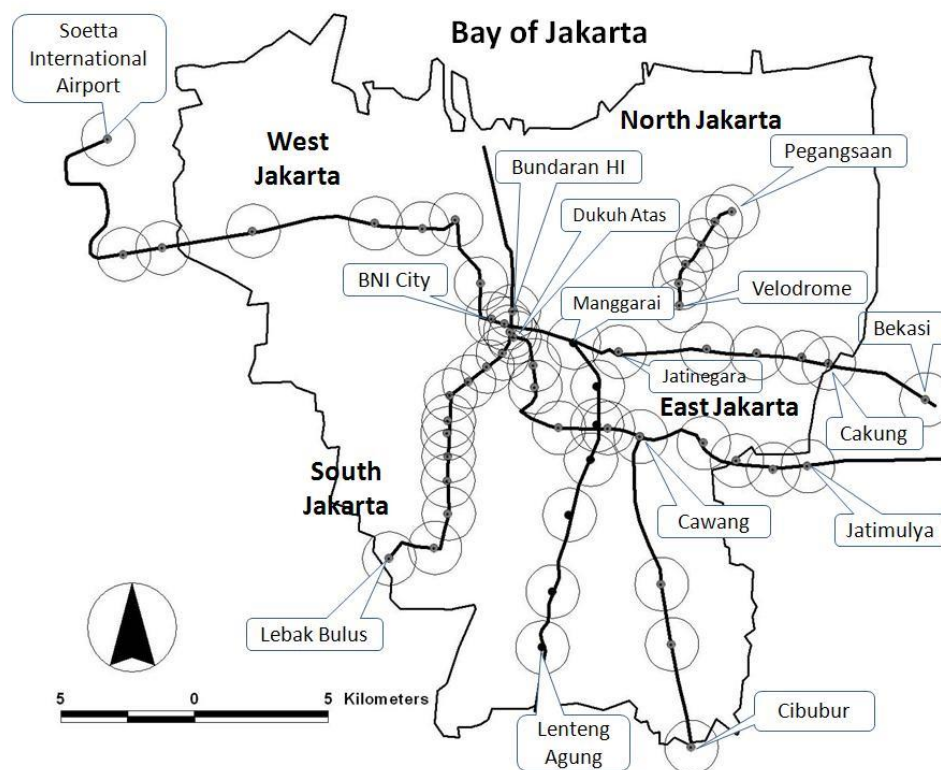 Soetta
International
Airport
Bay of Jakarta
North Jakarta
West
Jakarta
Pegangsaan
Bundaran HI
Dukuh Atas
BNI City
Manggarai
Velodrome
Bekasi
Jatinegara
East Jakarta
Cakung
South
Jakarta
Cawang
Jatimulya
Lebak Bulus
5 0 5 Kilometers
Lenteng
Agung
Cibubur